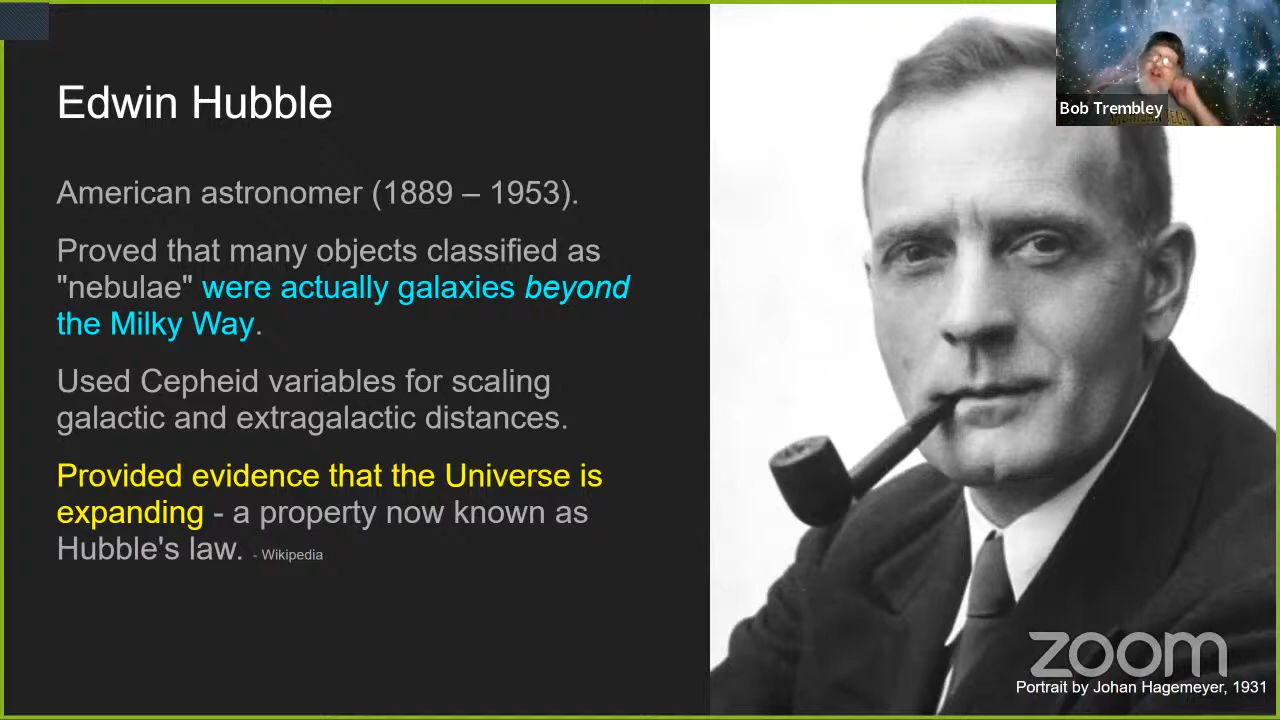 Edwin Hubble
American astronomer (1889 – 1953).
Proved that many objects classified as
"nebulae" were actually galaxies beyond
the Milky Way.
Used Cepheid variables for scaling
galactic and extragalactic distances.
Provided evidence that the Universe is
expanding - a property now known as
Hubble's law. - Wikipedia
Bob Trembley
zoom
Portrait by Johan Hagemeyer, 1931